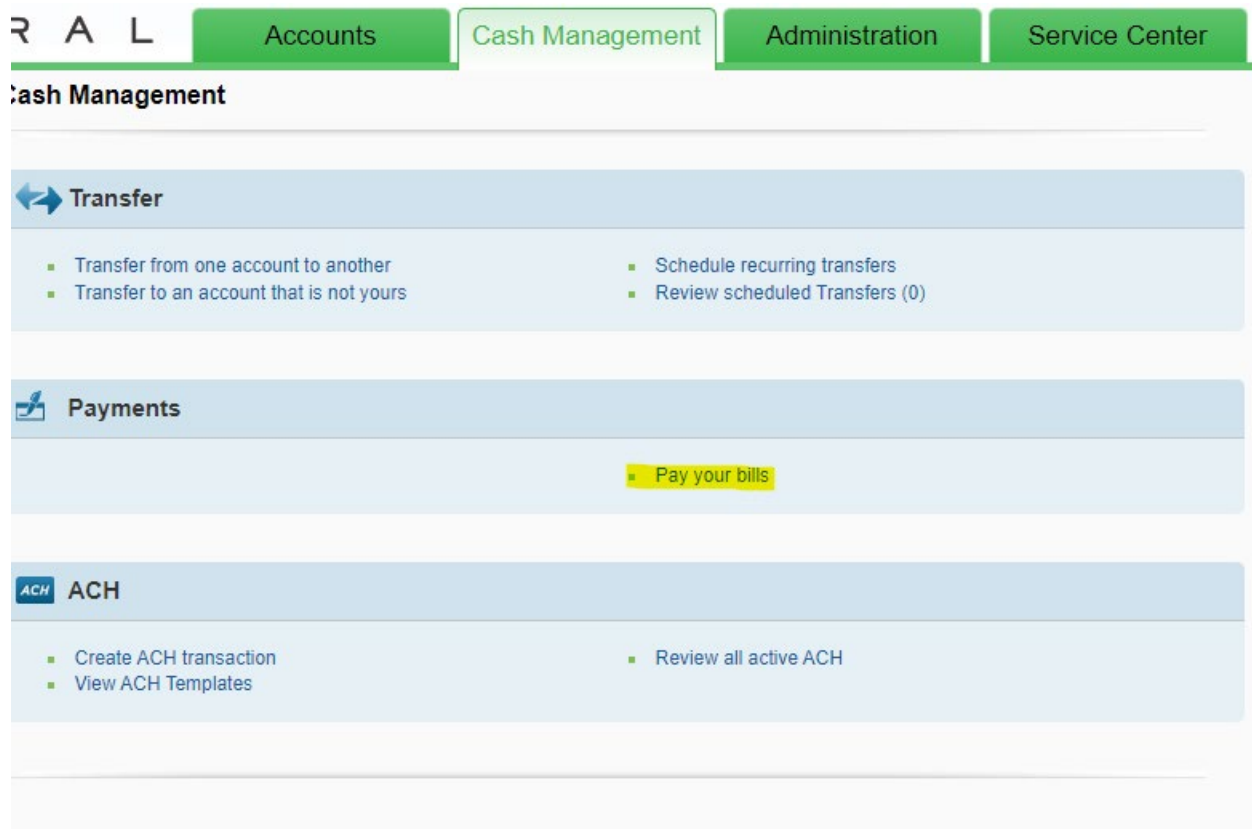 R A L
Accounts
Cash Management
Administration
Service Center
Cash Management
Transfer
Transfer from one account to another
Transfer to an account that is not yours
Schedule recurring transfers
Review scheduled Transfers (0)
Payments
Pay your bills
ACH ACH
Create ACH transaction
View ACH Templates
Review all active ACH